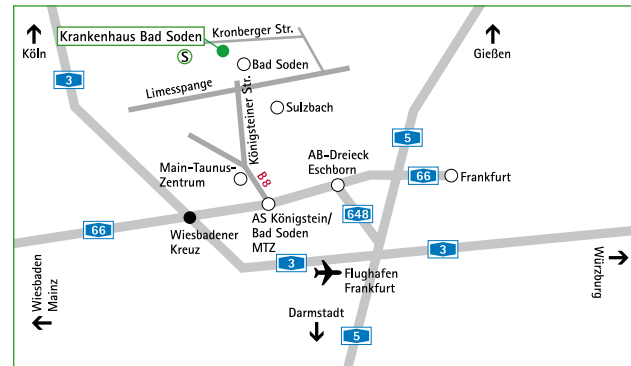 Köln
Krankenhaus Bad Soden
Kronberger Str.
Gießen
S
Bad Soden
3
Limesspange
Königsteiner Str.
Sulzbach
5
AB-Dreieck
Eschborn
Main-Taunus-
Zentrum
B8
66
Frankfurt
648
AS Königstein/
Bad Soden
MTZ
66
Wiesbadener
Kreuz
3
3
Wiesbaden
Mainz
Flughafen
Frankfurt
Würzburg
Darmstadt
5